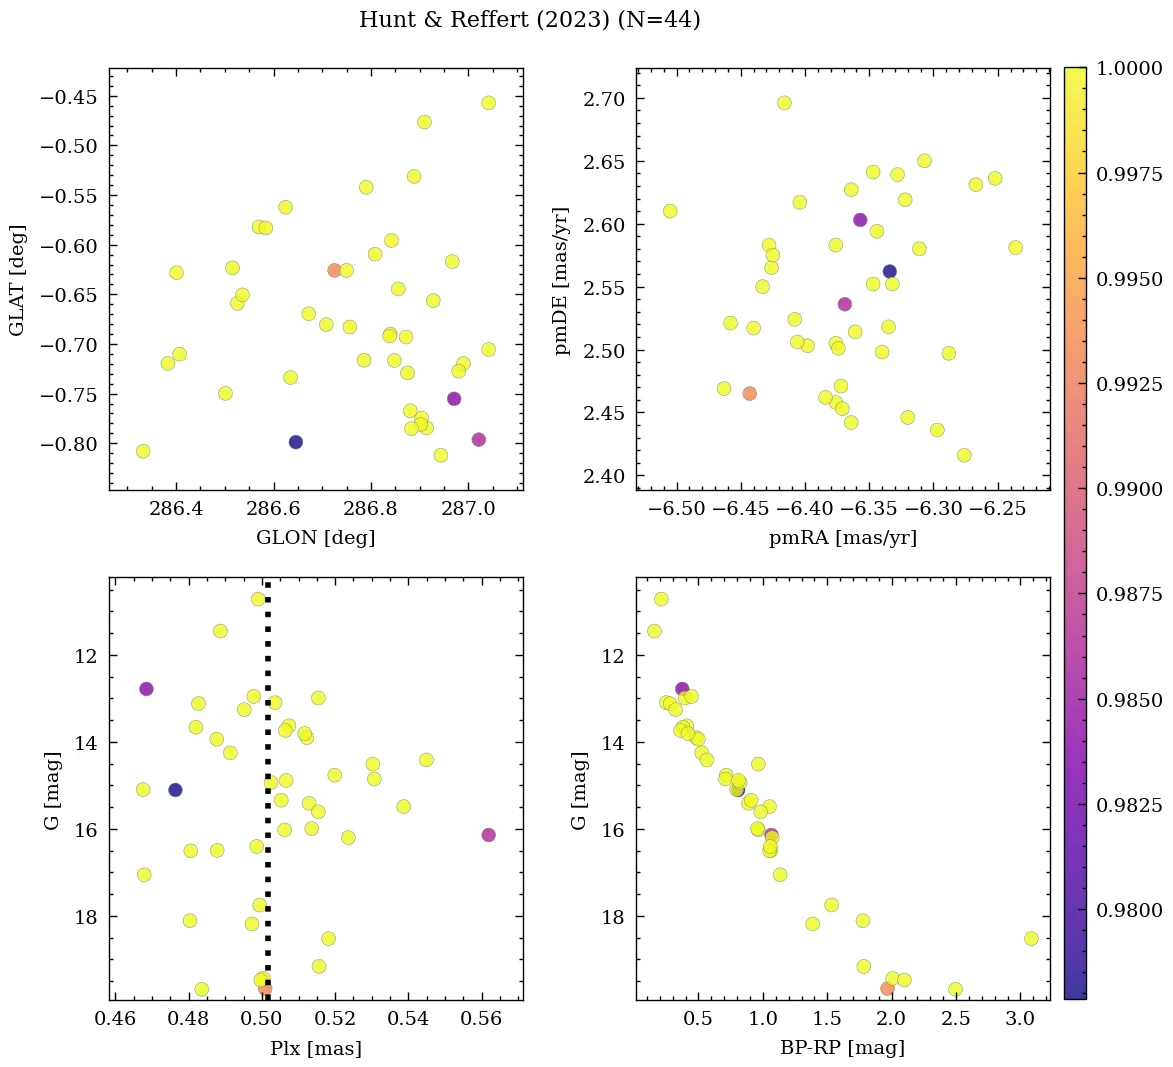 Hunt & Reffert (2023) (N=44)
−0.45
−0.50
−0.55
−0.60
−0.65
−0.70
−0.75
−0.80
GLAT [deg]
286.4 286.6 286.8 287.0
GLON [deg]
2.70
2.65
2.60
2.55
2.50
2.45
2.40
pmDE [mas/yr]
−6.50 −6.45 −6.40 −6.35 −6.30 −6.25
pmRA [mas/yr]
12
14
16
18
G [mag]
0.46 0.48 0.50 0.52 0.54 0.56
Plx [mas]
12
14
16
18
G [mag]
0.5 1.0 1.5 2.0 2.5 3.0
BP-RP [mag]
1.0000
0.9975
0.9950
0.9925
0.9900
0.9875
0.9850
0.9825
0.9800